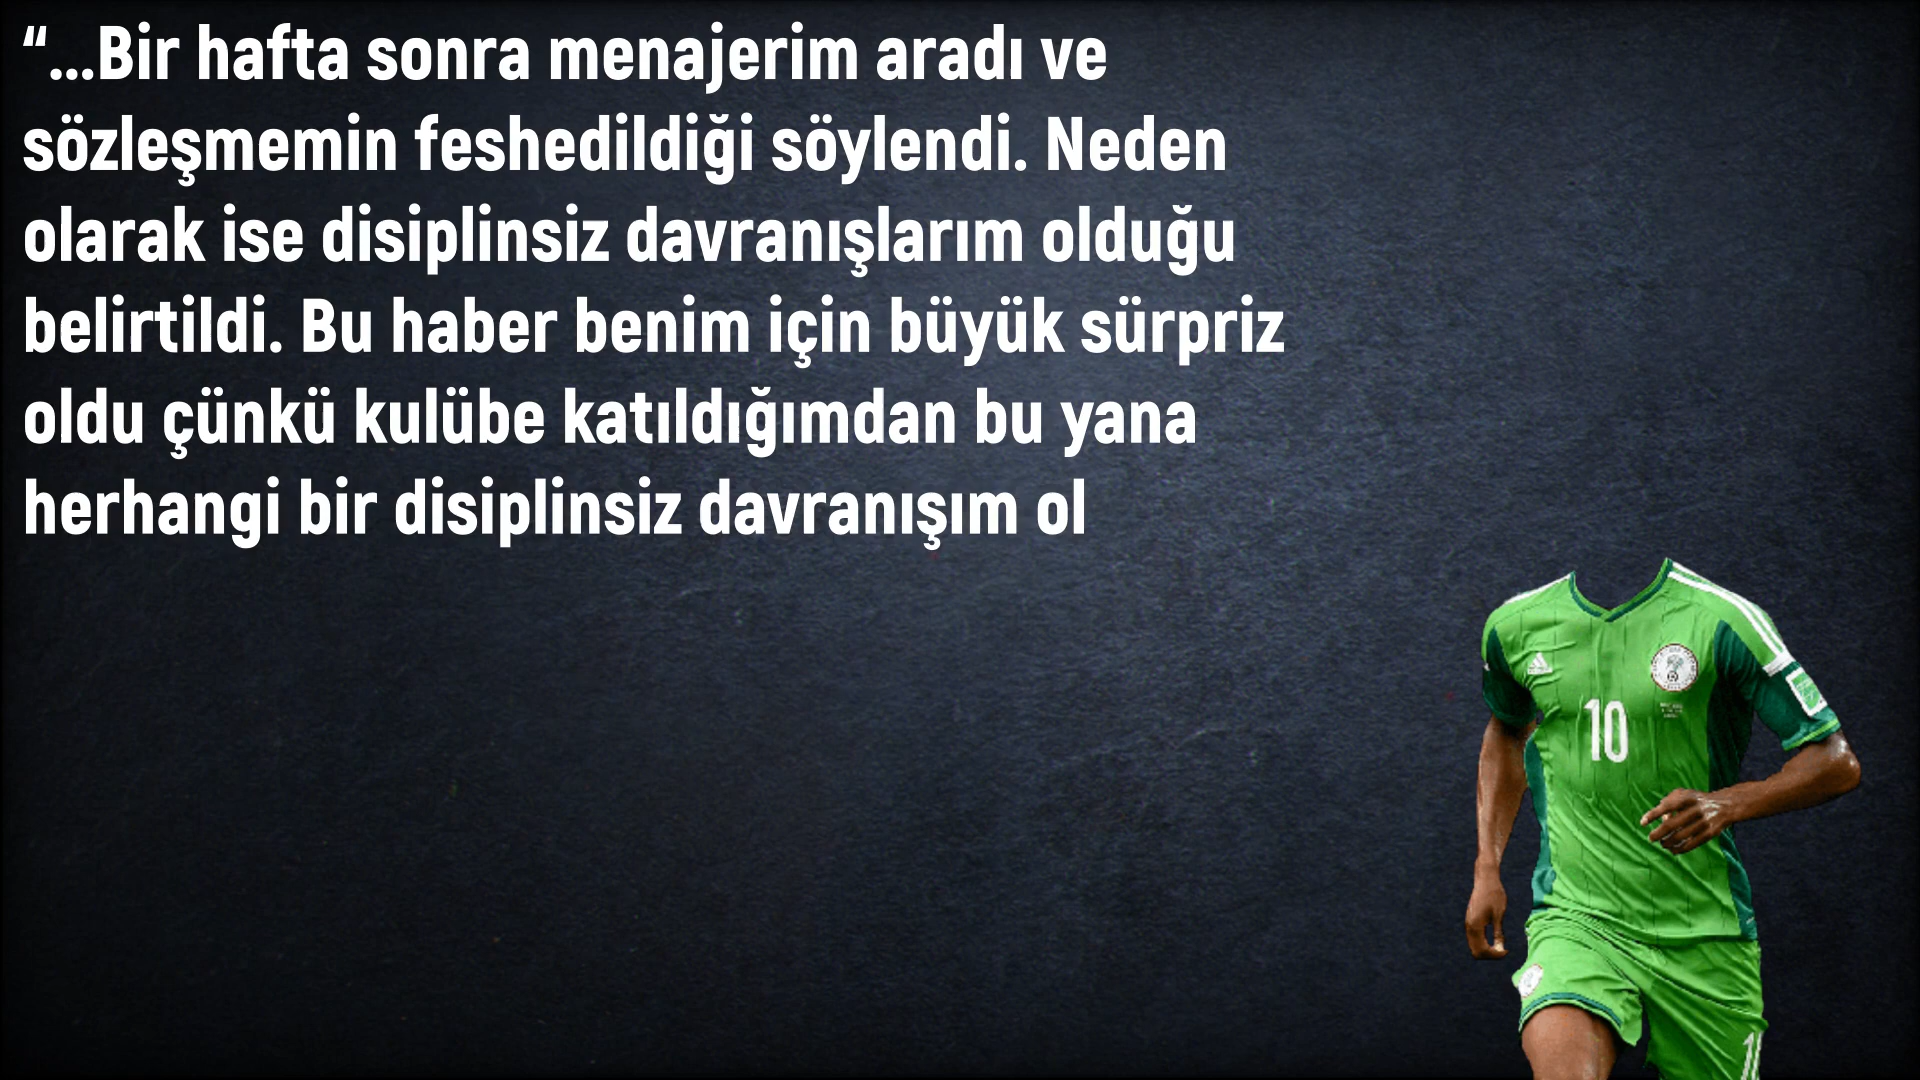 “...Bir hafta sonra menajerim aradı ve
sözleşmemin feshedildiği söylendi. Neden
olarak ise disiplinsiz davranışlarım olduğu
belirtildi. Bu haber benim için büyük sürpriz
oldu çünkü kulübe katıldığımdan bu yana
herhangi bir disiplinsiz davranışım ol
10